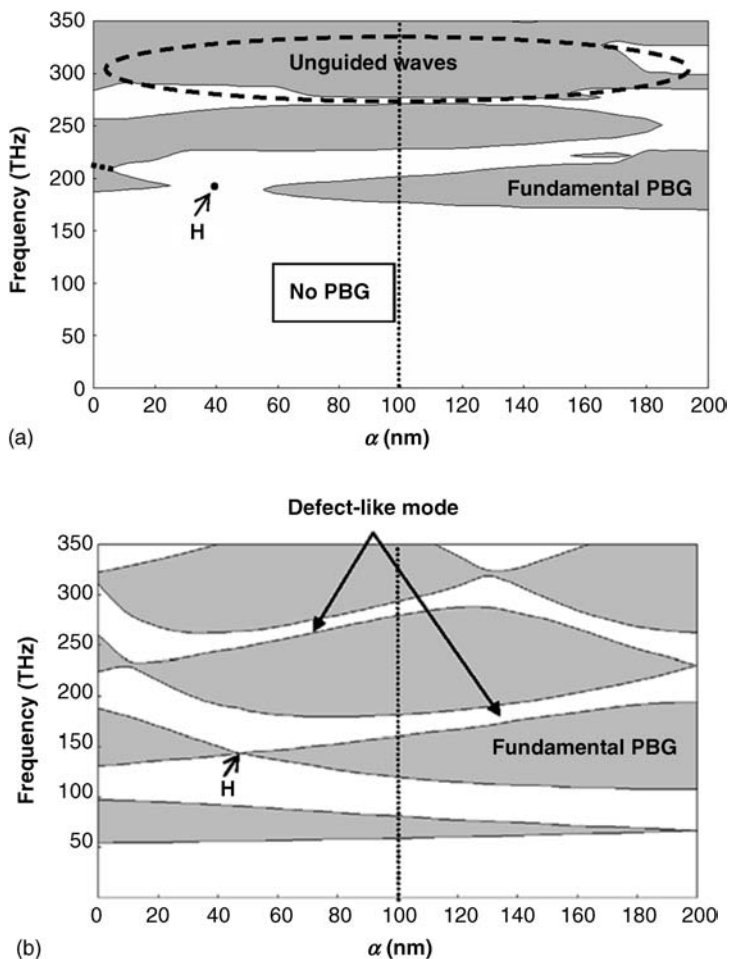 350
300
250
200
150
100
50
0
Frequency (THz)
Unguided waves
Fundamental PBG
H
No PBG
0 20 40 60 80 100 120 140 160 180 200
α (nm)
(a)
Defect-like mode
350
300
250
200
150
100
50
Frequency (THz)
Fundamental PBG
H
0 20 40 60 80 100 120 140 160 180 200
α (nm)
(b)